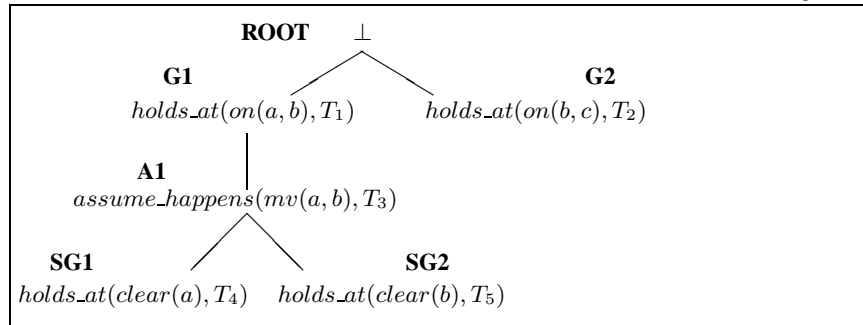 ROOT ⊥
G1 G2
holds_at(on(a, b), T₁) holds_at(on(b, c), T₂)
A1
assume_happens(mv(a, b), T₃)
SG1 SG2
holds_at(clear(a), T₄) holds_at(clear(b), T₅)